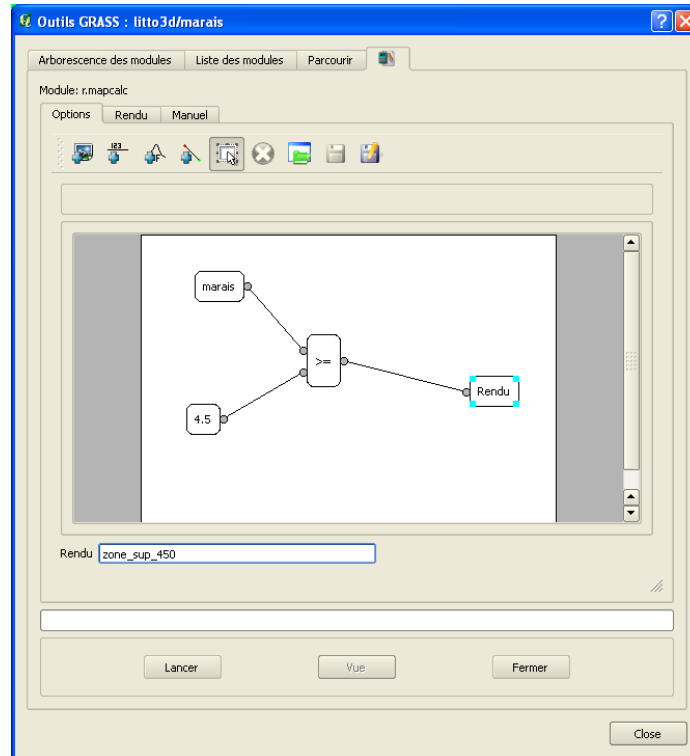 Outils GRASS : litto3d/marais
Arborescence des modules Liste des modules Parcourir
Module: r.mapcalc
Options Rendu Manuel
123
F
marais
>=
Rendu
4.5
Rendu zone_sup_450
Lancer Vue Fermer
Close